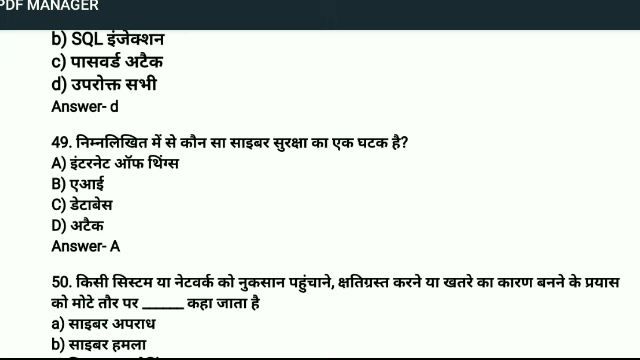 PDF MANAGER
b) SQL इंजेक्शन
c) पासवर्ड अटैक
d) उपरोक्त सभी
Answer- d
49. निम्नलिखित में से कौन सा साइबर सुरक्षा का एक घटक है?
A) इंटरनेट ऑफ थिंग्स
B) एआई
C) डेटाबेस
D) अटैक
Answer- A
50. किसी सिस्टम या नेटवर्क को नुकसान पहुंचाने, क्षतिग्रस्त करने या खतरे का कारण बनने के प्रयास
को मोटे तौर पर ______ कहा जाता है
a) साइबर अपराध
b) साइबर हमला